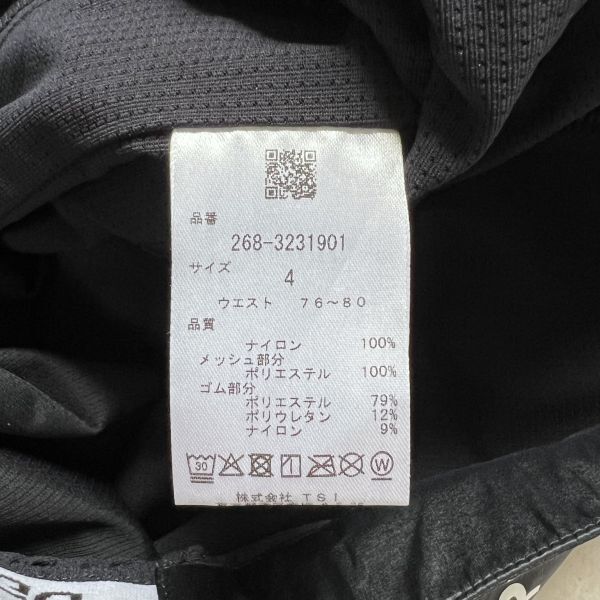 品番
268-3231901
サイズ
4
ウエスト 76～80
品質
ナイロン 100%
メッシュ部分
ポリエステル 100%
ゴム部分
ポリエステル 79%
ポリウレタン 12%
ナイロン 9%
30 W
株式会社 TSI